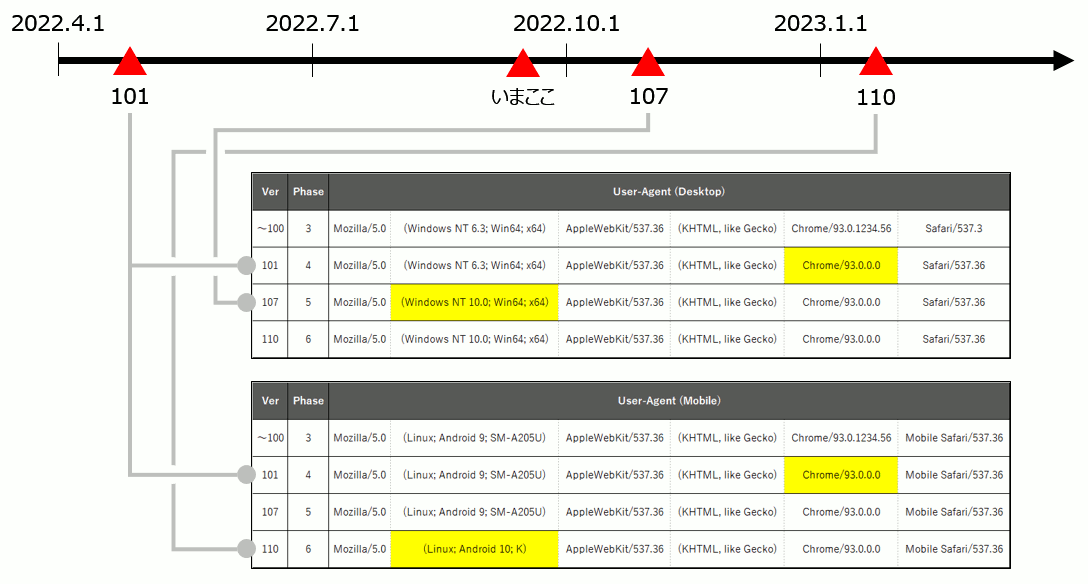 2022.4.1 2022.7.1 2022.10.1 2023.1.1
101 いまここ 107 110
Ver Phase User-Agent (Desktop)
～100 3 Mozilla/5.0 (Windows NT 6.3; Win64; x64) AppleWebKit/537.36 (KHTML, like Gecko) Chrome/93.0.1234.56 Safari/537.3
101 4 Mozilla/5.0 (Windows NT 6.3; Win64; x64) AppleWebKit/537.36 (KHTML, like Gecko) Chrome/93.0.0.0 Safari/537.36
107 5 Mozilla/5.0 (Windows NT 10.0; Win64; x64) AppleWebKit/537.36 (KHTML, like Gecko) Chrome/93.0.0.0 Safari/537.36
110 6 Mozilla/5.0 (Windows NT 10.0; Win64; x64) AppleWebKit/537.36 (KHTML, like Gecko) Chrome/93.0.0.0 Safari/537.36
Ver Phase User-Agent (Mobile)
～100 3 Mozilla/5.0 (Linux; Android 9; SM-A205U) AppleWebKit/537.36 (KHTML, like Gecko) Chrome/93.0.1234.56 Mobile Safari/537.36
101 4 Mozilla/5.0 (Linux; Android 9; SM-A205U) AppleWebKit/537.36 (KHTML, like Gecko) Chrome/93.0.0.0 Mobile Safari/537.36
107 5 Mozilla/5.0 (Linux; Android 9; SM-A205U) AppleWebKit/537.36 (KHTML, like Gecko) Chrome/93.0.0.0 Mobile Safari/537.36
110 6 Mozilla/5.0 (Linux; Android 10; K) AppleWebKit/537.36 (KHTML, like Gecko) Chrome/93.0.0.0 Mobile Safari/537.36